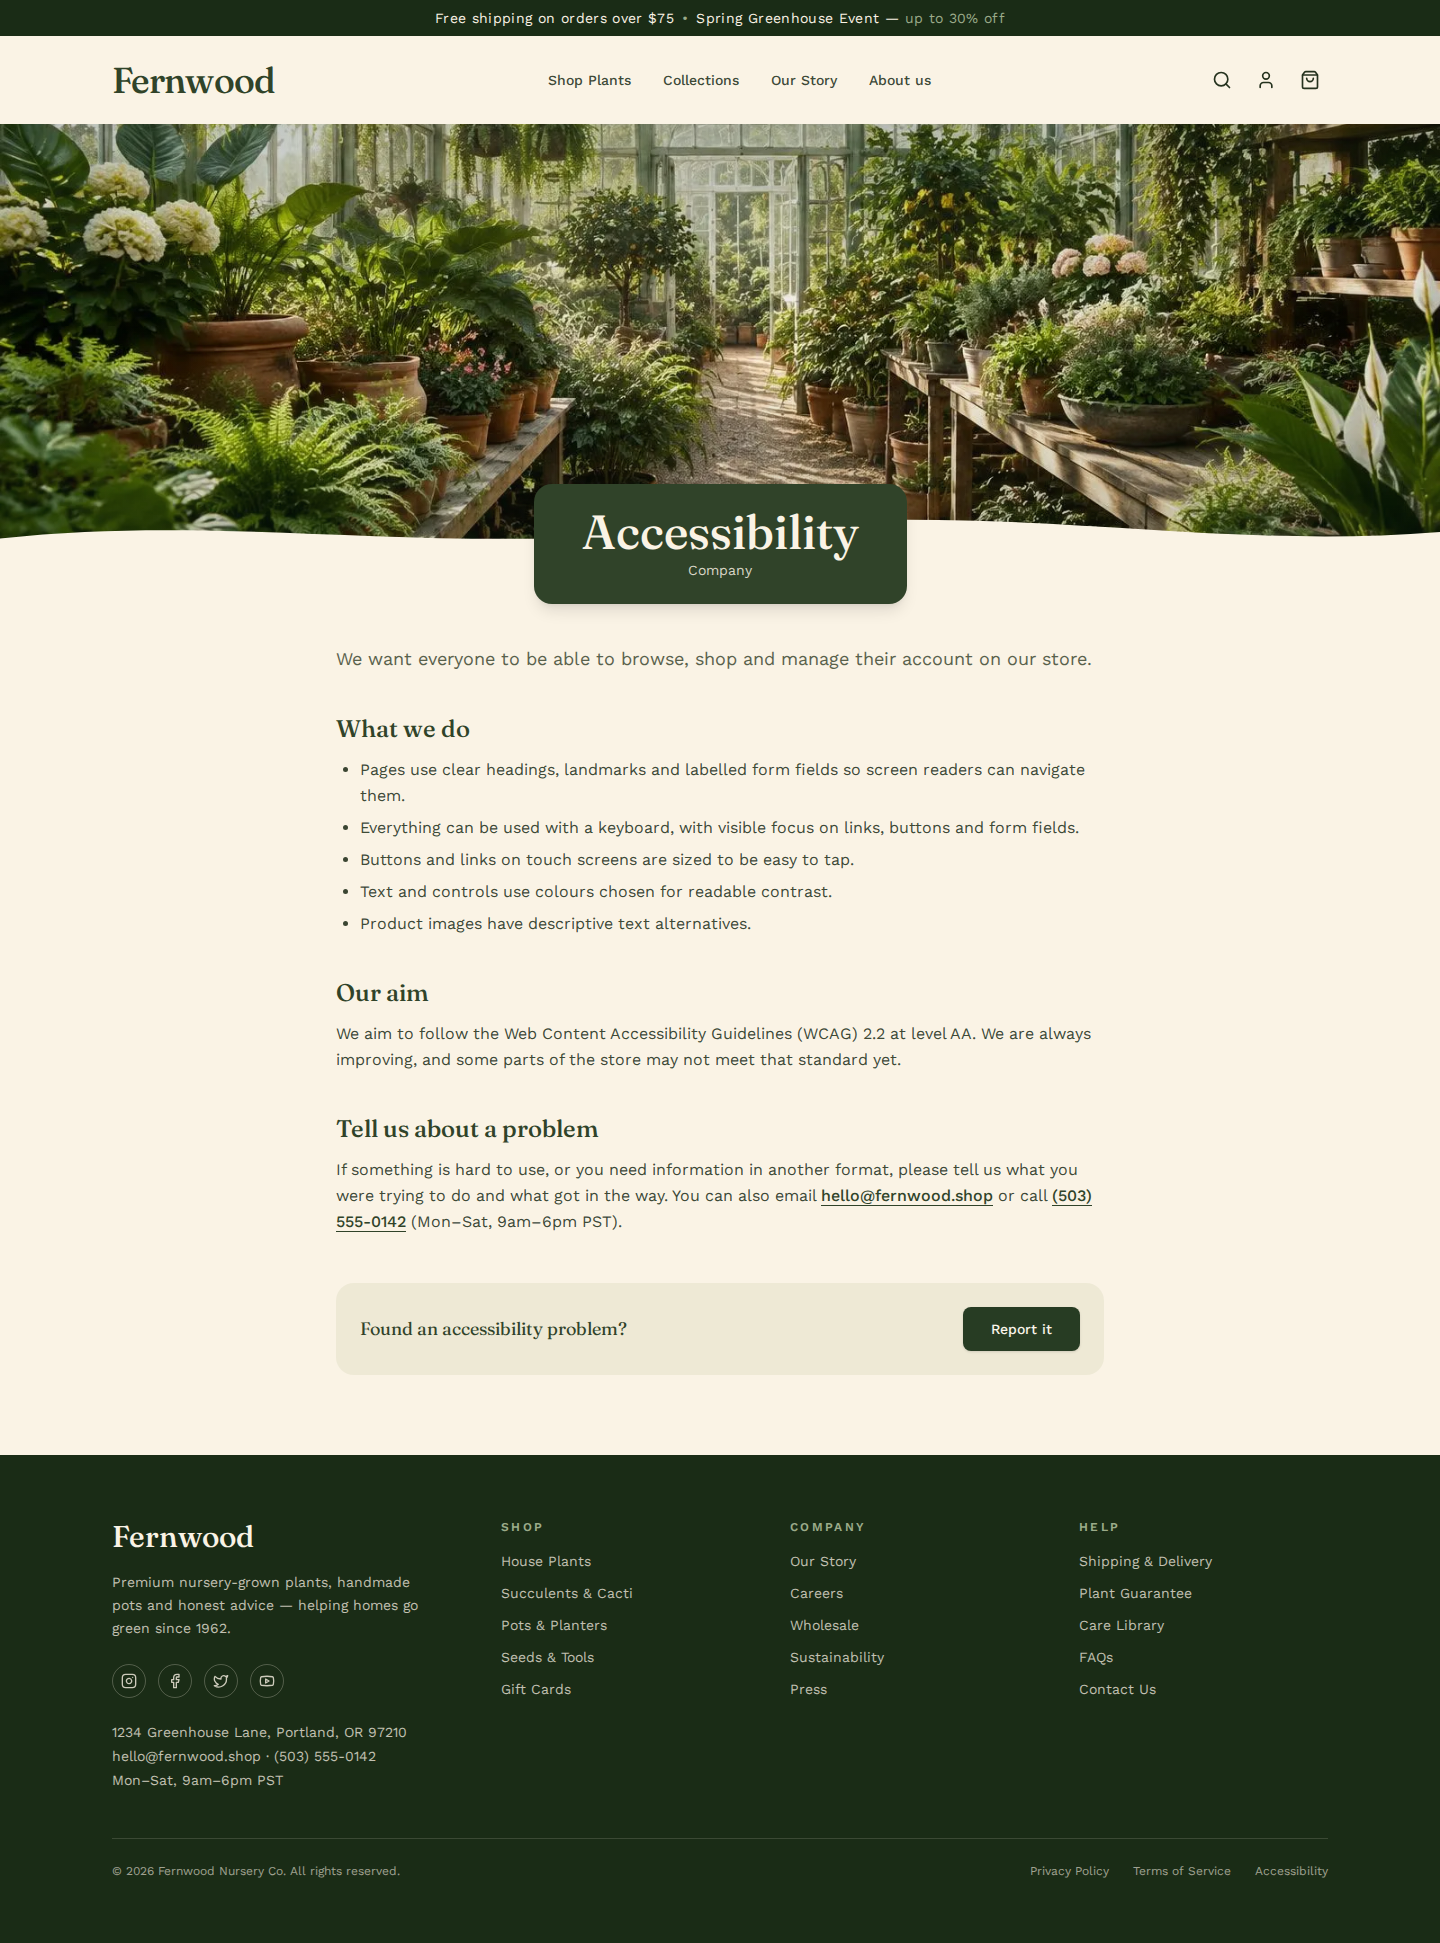 Free shipping on orders over $75 • Spring Greenhouse Event — up to 30% off
Fernwood
Shop Plants Collections Our Story About us
Accessibility
Company
We want everyone to be able to browse, shop and manage their account on our store.
What we do
• Pages use clear headings, landmarks and labelled form fields so screen readers can navigate
them.
• Everything can be used with a keyboard, with visible focus on links, buttons and form fields.
• Buttons and links on touch screens are sized to be easy to tap.
• Text and controls use colours chosen for readable contrast.
• Product images have descriptive text alternatives.
Our aim
We aim to follow the Web Content Accessibility Guidelines (WCAG) 2.2 at level AA. We are always
improving, and some parts of the store may not meet that standard yet.
Tell us about a problem
If something is hard to use, or you need information in another format, please tell us what you
were trying to do and what got in the way. You can also email hello@fernwood.shop or call (503)
555-0142 (Mon–Sat, 9am–6pm PST).
Found an accessibility problem?
Report it
Fernwood
Premium nursery-grown plants, handmade
pots and honest advice — helping homes go
green since 1962.
1234 Greenhouse Lane, Portland, OR 97210
hello@fernwood.shop · (503) 555-0142
Mon–Sat, 9am–6pm PST
SHOP
House Plants
Succulents & Cacti
Pots & Planters
Seeds & Tools
Gift Cards
COMPANY
Our Story
Careers
Wholesale
Sustainability
Press
HELP
Shipping & Delivery
Plant Guarantee
Care Library
FAQs
Contact Us
© 2026 Fernwood Nursery Co. All rights reserved.
Privacy Policy Terms of Service Accessibility